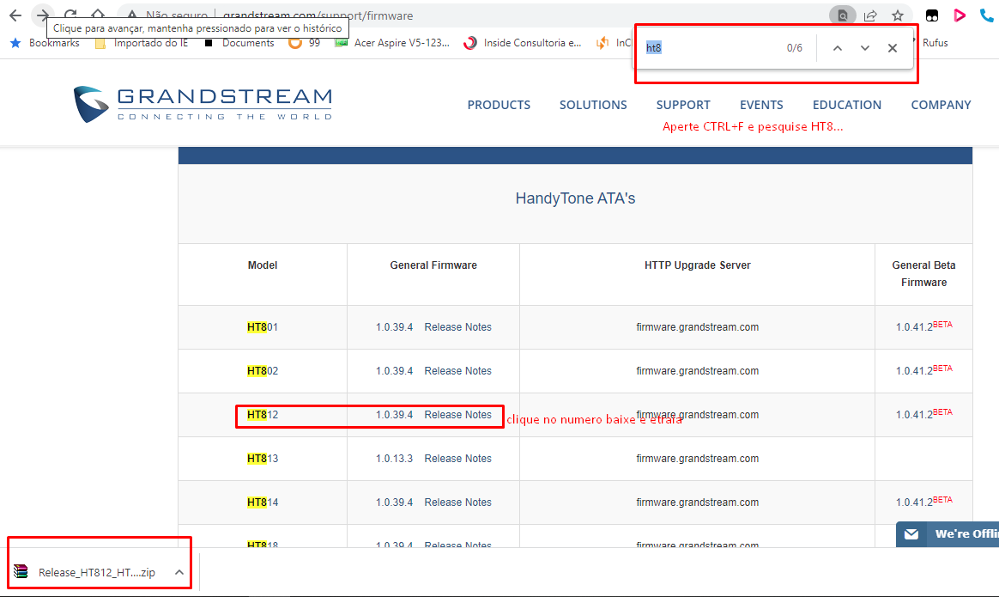 Não seguro
grandstream.com/support/firmware
Clique para avançar, mantenha pressionado para ver o histórico
Bookmarks
Importado do IE
Documents
99
Acer Aspire V5-123...
Inside Consultoria e...
InC
Rufus
ht8
0/6
GRANDSTREAM
CONNECTING THE WORLD
PRODUCTS SOLUTIONS SUPPORT EVENTS EDUCATION COMPANY
Aperte CTRL+F e pesquise HT8...
HandyTone ATA's
Model General Firmware HTTP Upgrade Server General Beta
Firmware
HT801 1.0.39.4 Release Notes firmware.grandstream.com 1.0.41.2BETA
HT802 1.0.39.4 Release Notes firmware.grandstream.com 1.0.41.2BETA
HT812 1.0.39.4 Release Notes firmware.grandstream.com 1.0.41.2BETA
clique no numero baixe e etraia
HT813 1.0.13.3 Release Notes firmware.grandstream.com
HT814 1.0.39.4 Release Notes firmware.grandstream.com 1.0.41.2BETA
HT818 1.0.39.4 Release Notes firmware.grandstream.com
We're Offli
Release_HT812_HT....zip